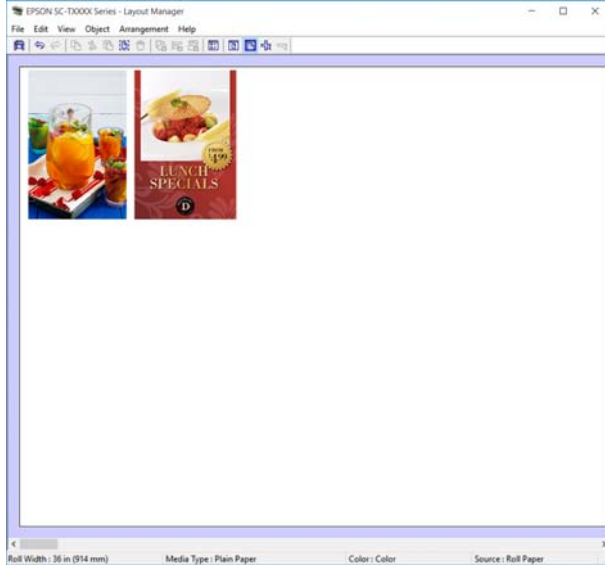 EPSON SC-TXXXX Series - Layout Manager
File Edit View Object Arrangement Help
FROM
$4.99
LUNCH
SPECIALS
D
Roll Width : 36 in (914 mm) Media Type : Plain Paper Color : Color Source : Roll Paper